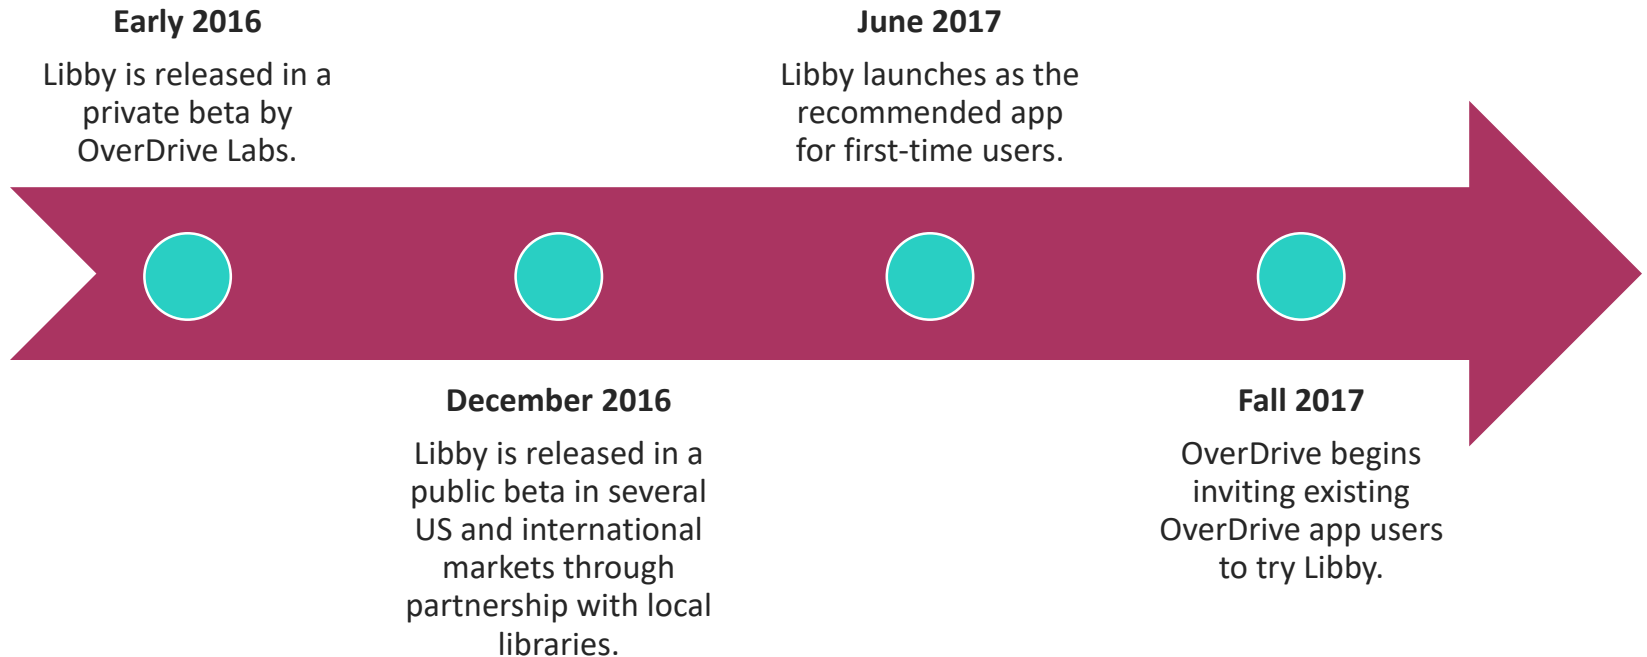 Early 2016
Libby is released in a
private beta by
OverDrive Labs.
December 2016
Libby is released in a
public beta in several
US and international
markets through
partnership with local
libraries.
June 2017
Libby launches as the
recommended app
for first-time users.
Fall 2017
OverDrive begins
inviting existing
OverDrive app users
to try Libby.